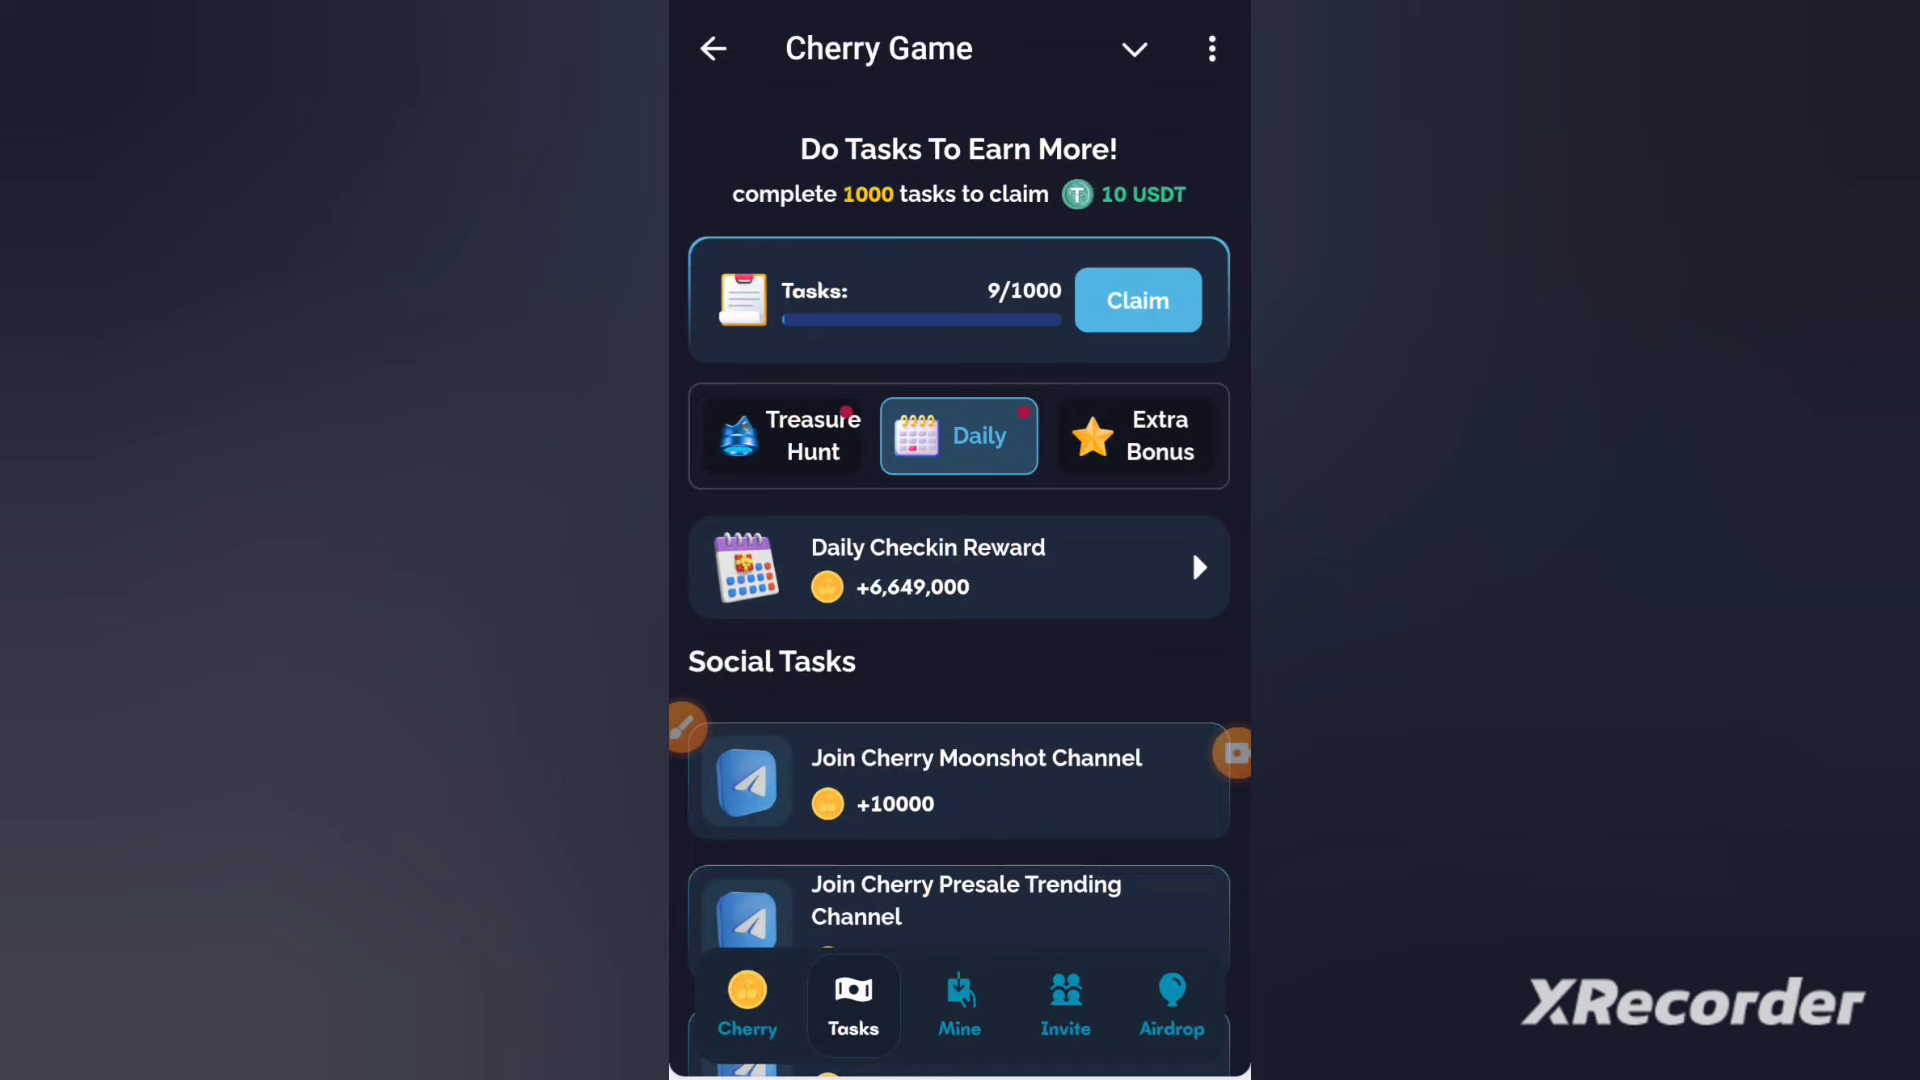 Cherry Game
Do Tasks To Earn More!
complete 1000 tasks to claim 10 USDT
Tasks: 9/1000
Claim
Treasure
Hunt
Daily
Extra
Bonus
Daily Checkin Reward
+6,649,000
Social Tasks
Join Cherry Moonshot Channel
+10000
Join Cherry Presale Trending
Channel
Cherry
Tasks
Mine
Invite
Airdrop
XRecorder